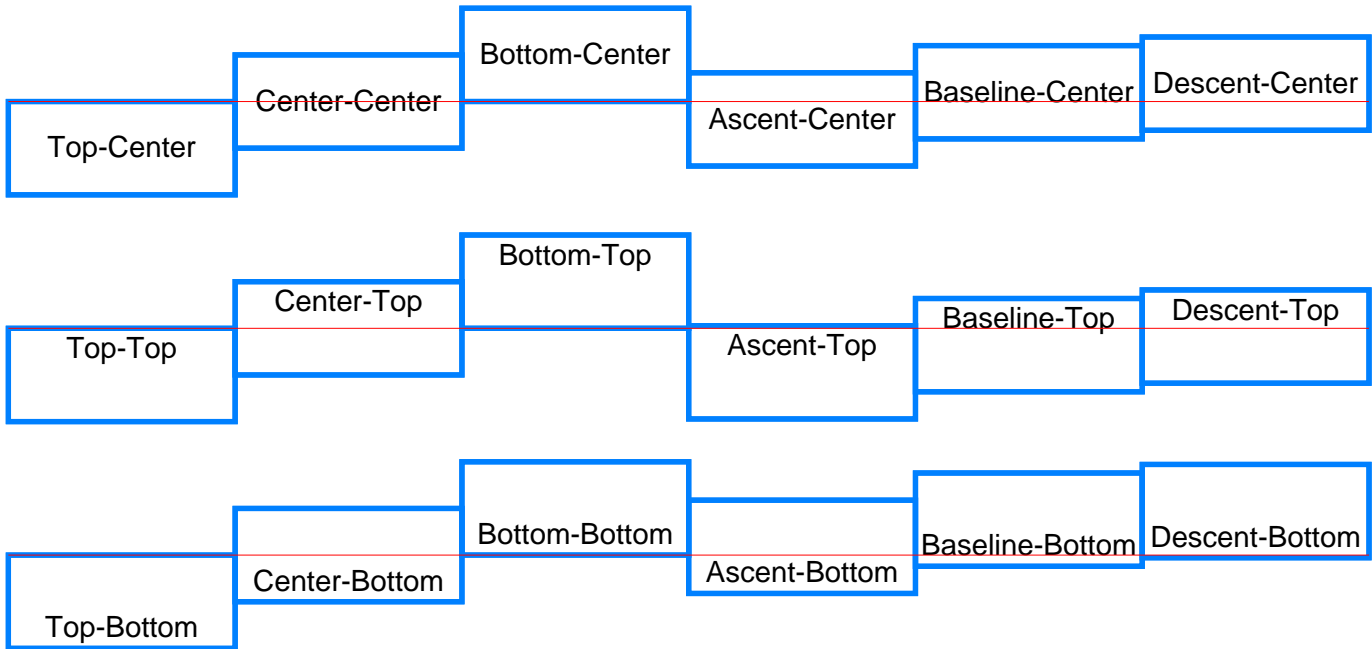 Top-Center Center-Center Bottom-Center Ascent-Center Baseline-Center Descent-Center
Top-Top Center-Top Bottom-Top Ascent-Top Baseline-Top Descent-Top
Top-Bottom Center-Bottom Bottom-Bottom Ascent-Bottom Baseline-Bottom Descent-Bottom